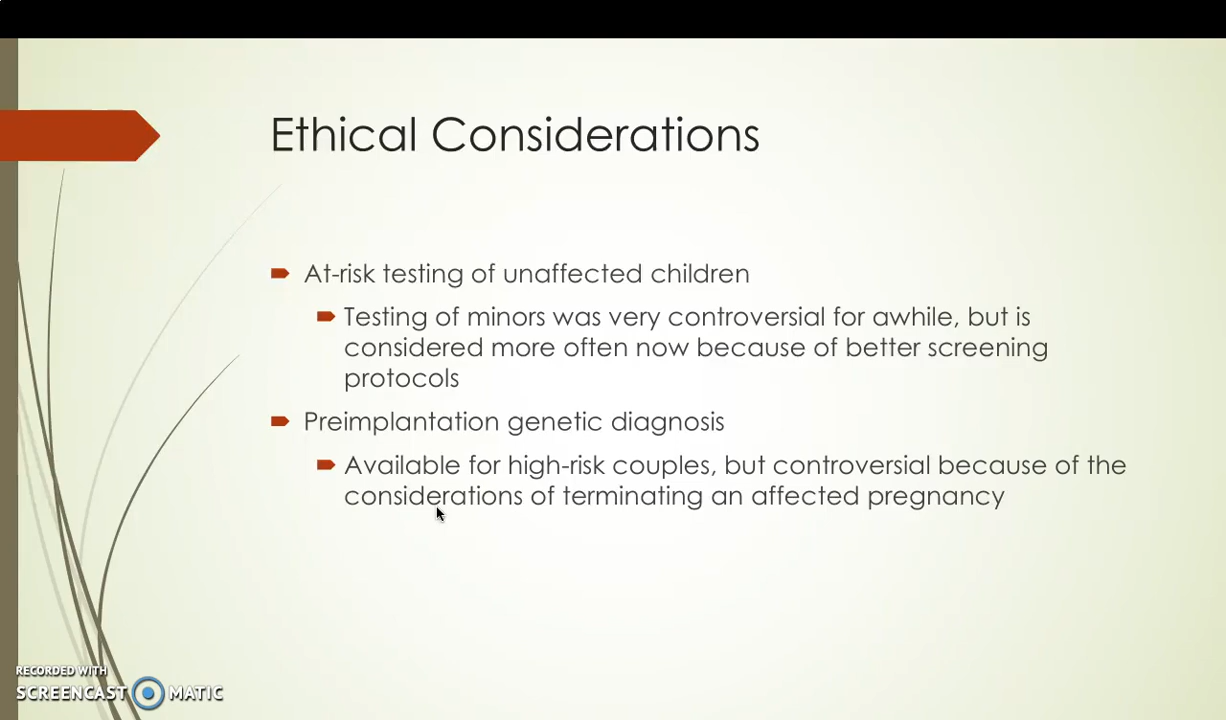 Ethical Considerations
At-risk testing of unaffected children
Testing of minors was very controversial for awhile, but is
considered more often now because of better screening
protocols
Preimplantation genetic diagnosis
Available for high-risk couples, but controversial because of the
considerations of terminating an affected pregnancy
RECORDED WITH
SCREENCAST MATIC